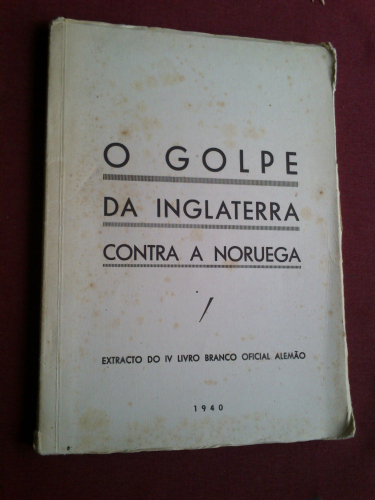 O GOLPE
DA INGLATERRA
CONTRA A NORUEGA
EXTRACTO DO IV LIVRO BRANCO OFICIAL ALEMÃO
1940